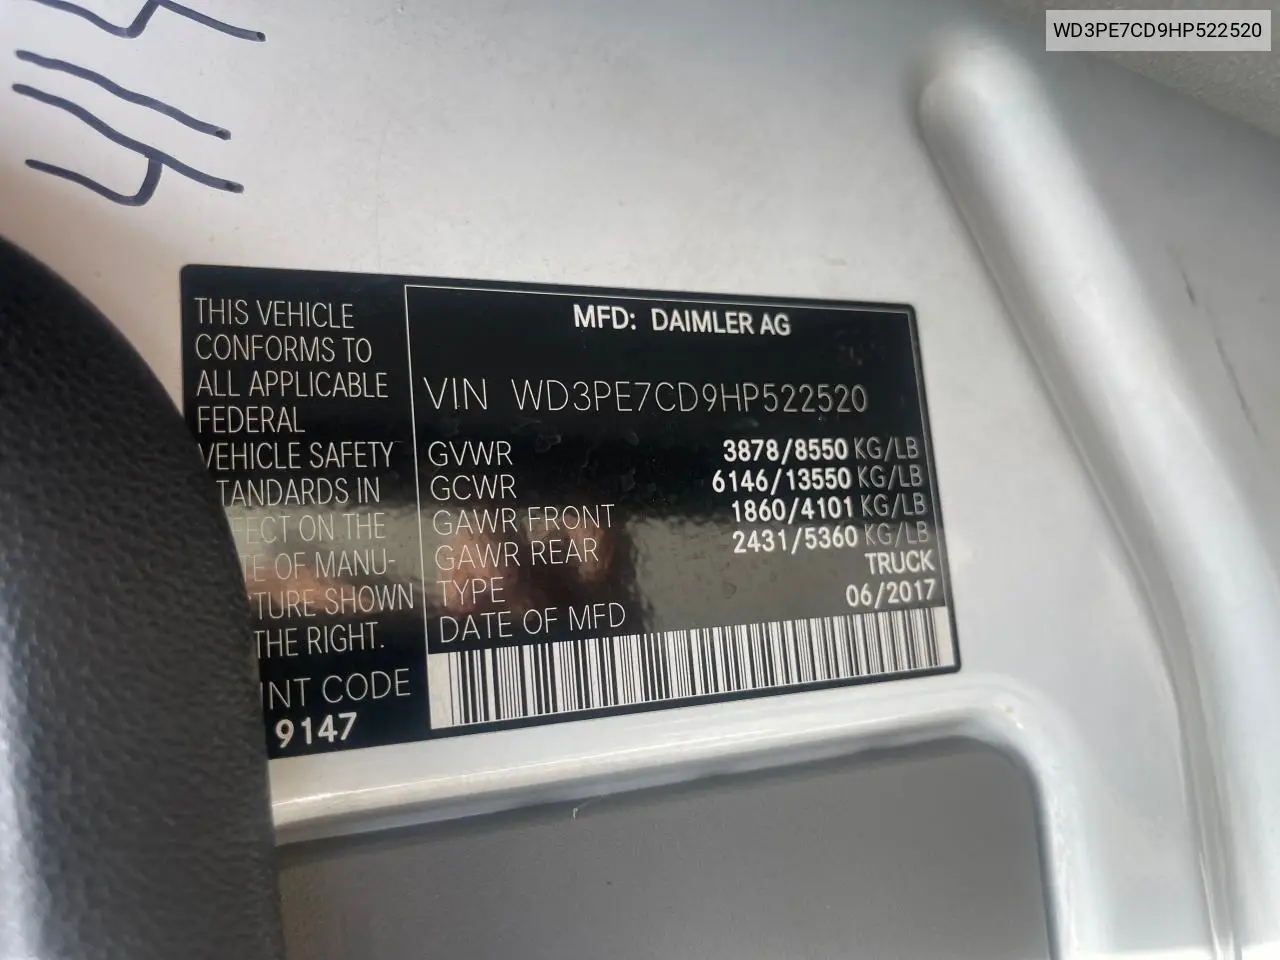 WD3PE7CD9HP522520
THIS VEHICLE
CONFORMS TO
ALL APPLICABLE
FEDERAL
VEHICLE SAFETY
TANDARDS IN
FECT ON THE
TE OF MANU-
TURE SHOWN
THE RIGHT.
INT CODE
9147
MFD: DAIMLER AG
VIN WD3PE7CD9HP522520
GVWR 3878/8550 KG/LB
GCWR 6146/13550 KG/LB
GAWR FRONT 1860/4101 KG/LB
GAWR REAR 2431/5360 KG/LB
TYPE TRUCK
DATE OF MFD 06/2017